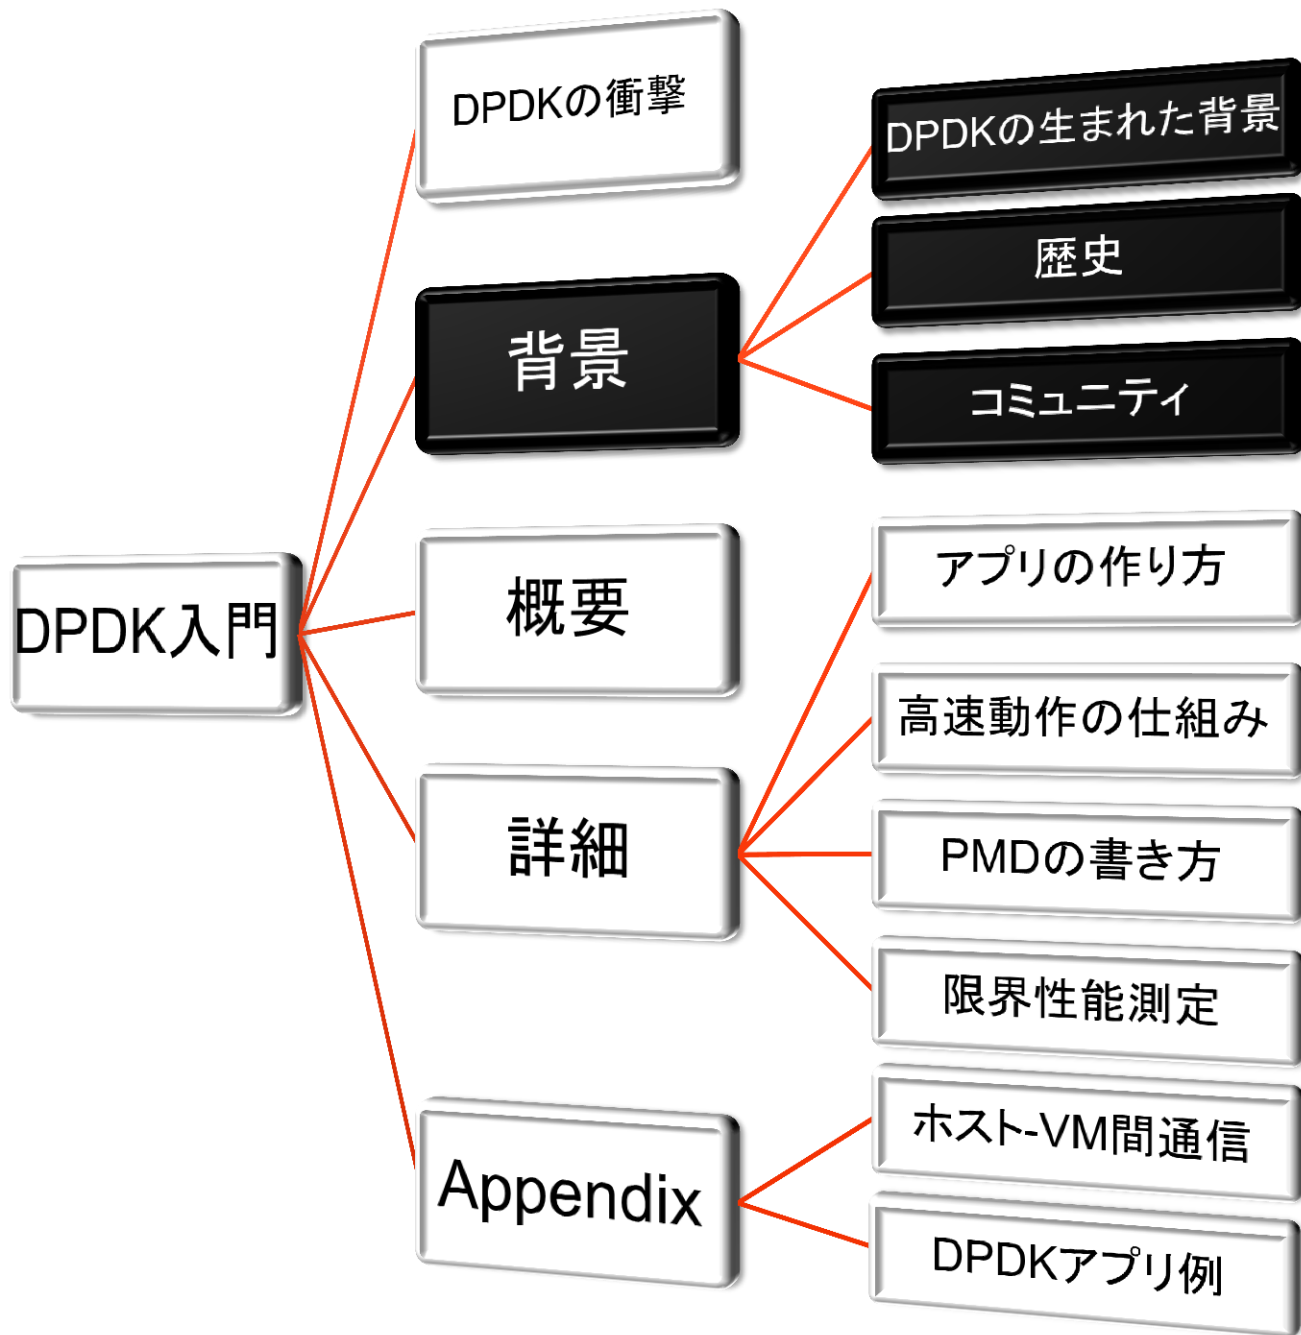 DPDK入門
DPDKの衝撃
背景
DPDKの生まれた背景
歴史
コミュニティ
概要
詳細
アプリの作り方
高速動作の仕組み
PMDの書き方
限界性能測定
Appendix
ホスト-VM間通信
DPDKアプリ例